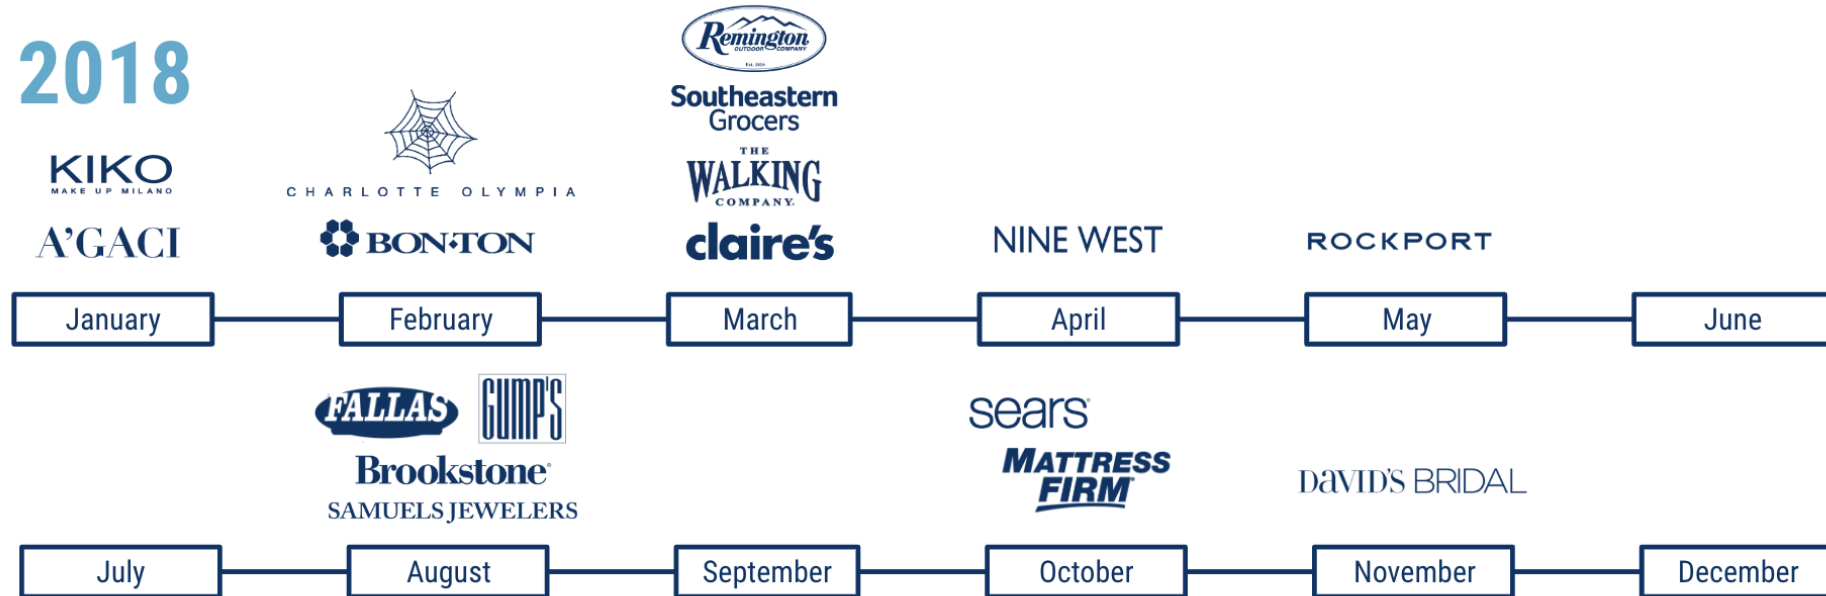 2018
KIKO
MAKE UP MILANO
A'GACI
CHARLOTTE OLYMPIA
BON•TON
Remington
OUTDOOR COMPANY
Est. 1816
Southeastern
Grocers
THE
WALKING
COMPANY.
claire's
NINE WEST
ROCKPORT
January
February
March
April
May
June
FALLAS
GUMP'S
Brookstone®
SAMUELS JEWELERS
sears®
MATTRESS
FIRM®
DAVID'S BRIDAL
July
August
September
October
November
December